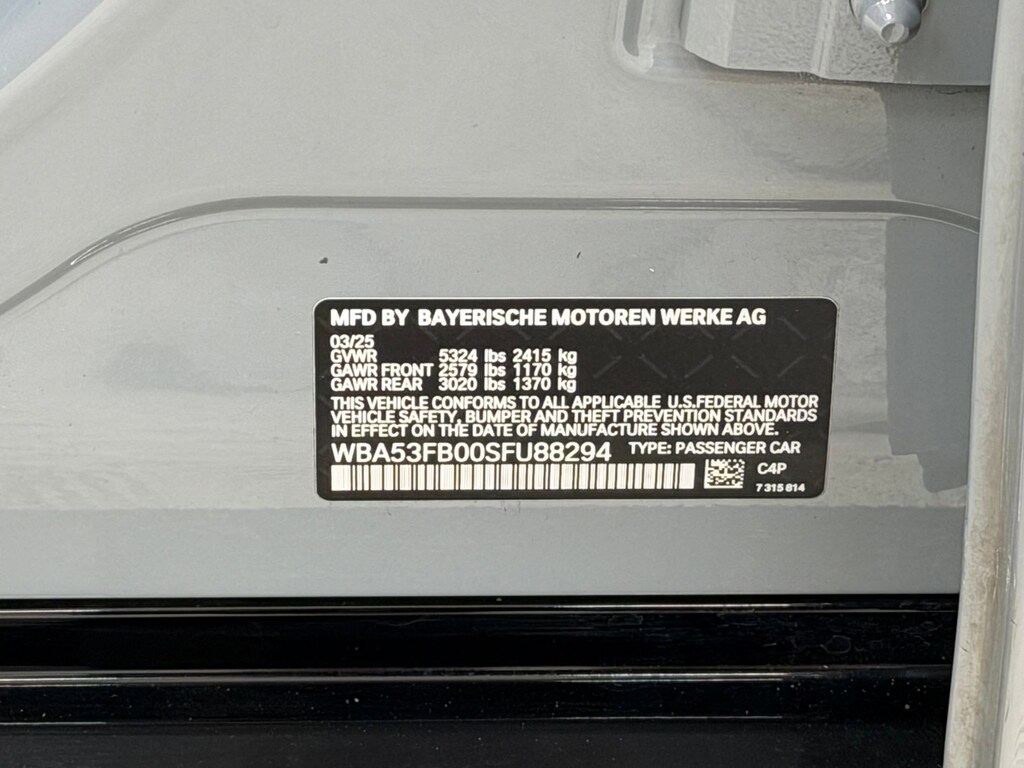 MFD BY BAYERISCHE MOTOREN WERKE AG
03/25
GVWR 5324 lbs 2415 kg
GAWR FRONT 2579 lbs 1170 kg
GAWR REAR 3020 lbs 1370 kg
THIS VEHICLE CONFORMS TO ALL APPLICABLE U.S.FEDERAL MOTOR
VEHICLE SAFETY, BUMPER AND THEFT PREVENTION STANDARDS
IN EFFECT ON THE DATE OF MANUFACTURE SHOWN ABOVE.
WBA53FB00SFU88294 TYPE: PASSENGER CAR
C4P
7 315 814